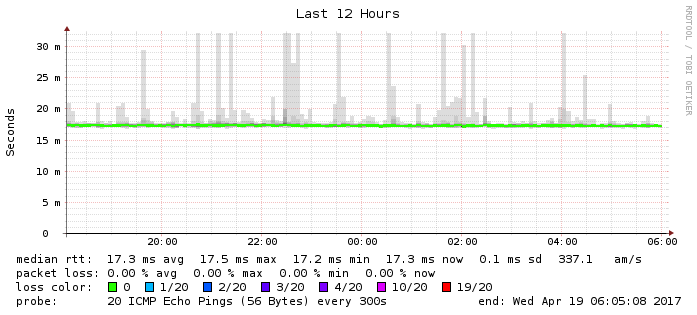 Last 12 Hours
RRDTOOL / TOBI OETIKER
Seconds
30 m
25 m
20 m
15 m
10 m
5 m
0
20:00 22:00 00:00 02:00 04:00 06:00
median rtt: 17.3 ms avg 17.5 ms max 17.2 ms min 17.3 ms now 0.1 ms sd 337.1 am/s
packet loss: 0.00 % avg 0.00 % max 0.00 % min 0.00 % now
loss color: 0 1/20 2/20 3/20 4/20 10/20 19/20
probe: 20 ICMP Echo Pings (56 Bytes) every 300s end: Wed Apr 19 06:05:08 2017